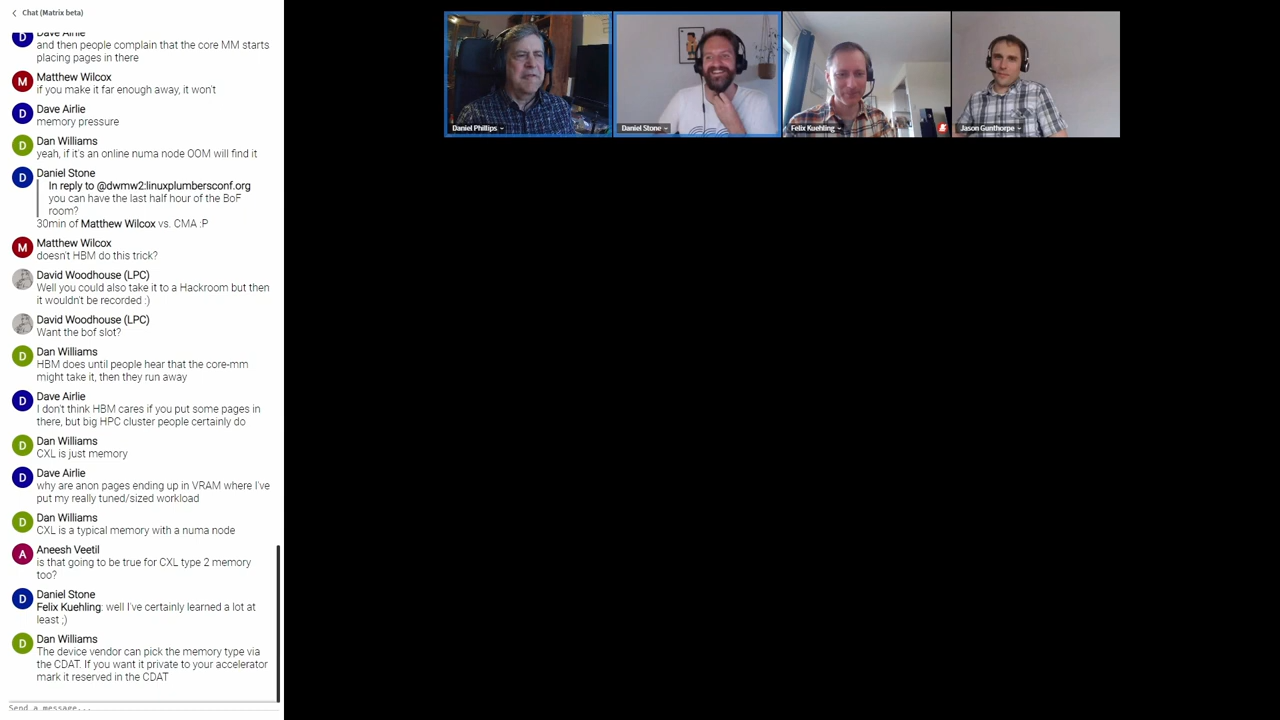 Chat (Matrix beta)
Dave Airlie
and then people complain that the core MM starts
placing pages in there
M
Matthew Wilcox
if you make it far enough away, it won't
D
Dave Airlie
memory pressure
D
Dan Williams
yeah, if it's an online numa node OOM will find it
D
Daniel Stone
In reply to @dwmw2:linuxplumbersconf.org
you can have the last half hour of the BoF
room?
30min of Matthew Wilcox vs. CMA :P
M
Matthew Wilcox
doesn't HBM do this trick?
David Woodhouse (LPC)
Well you could also take it to a Hackroom but then
it wouldn't be recorded :)
David Woodhouse (LPC)
Want the bof slot?
D
Dan Williams
HBM does until people hear that the core-mm
might take it, then they run away
D
Dave Airlie
I don't think HBM cares if you put some pages in
there, but big HPC cluster people certainly do
D
Dan Williams
CXL is just memory
D
Dave Airlie
why are anon pages ending up in VRAM where I've
put my really tuned/sized workload
D
Dan Williams
CXL is a typical memory with a numa node
A
Aneesh Veetil
is that going to be true for CXL type 2 memory
too?
D
Daniel Stone
Felix Kuehling: well I've certainly learned a lot at
least ;)
D
Dan Williams
The device vendor can pick the memory type via
the CDAT. If you want it private to your accelerator
mark it reserved in the CDAT
Send a message...
Daniel Phillips
Daniel Stone
Felix Kuehling
Jason Gunthorpe